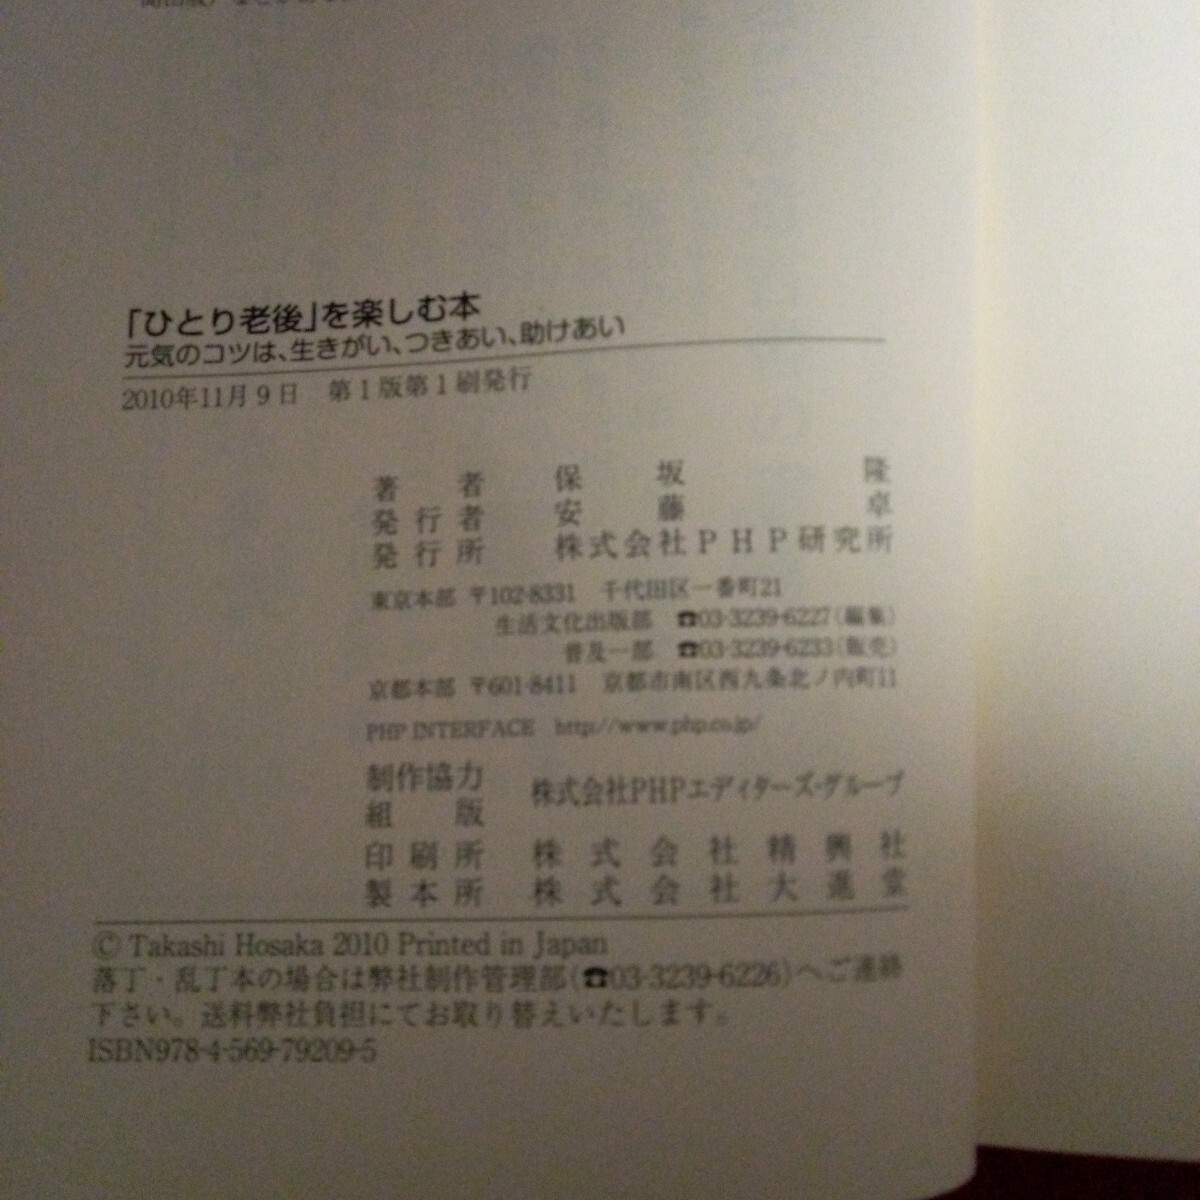 「ひとり老後」を楽しむ本
元気のコツは、生きがい、つきあい、助けあい
2010年11月9日　第1版第1刷発行
著者　保坂隆
発行者　安藤卓
発行所　株式会社PHP研究所
東京本部　〒102-8331　千代田区一番町21
生活文化出版部　☎03-3239-6227(編集)
普及一部　☎03-3239-6233(販売)
京都本部　〒601-8411　京都市南区西九条北ノ内町11
PHP INTERFACE　http://www.php.co.jp/
制作協力
組版　株式会社PHPエディターズ・グループ
印刷所　株式会社精興社
製本所　株式会社大進堂
© Takashi Hosaka 2010 Printed in Japan
落丁・乱丁本の場合は弊社制作管理部(☎03-3239-6226)へご連絡
下さい。送料弊社負担にてお取り替えいたします。
ISBN978-4-569-79209-5